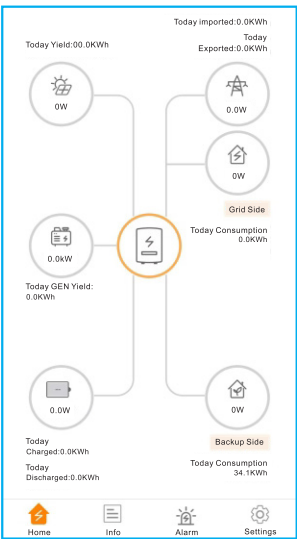 Today imported:0.0KWh
Today
Exported:0.0KWh
Today Yield:00.0KWh
0W
0.0W
0W
Grid Side
Today Consumption
0.0KWh
0.0kW
Today GEN Yield:
0.0KWh
0.0W
Today
Charged:0.0KWh
Today
Discharged:0.0KWh
0W
Backup Side
Today Consumption
34.1KWh
Home
Info
Alarm
Settings